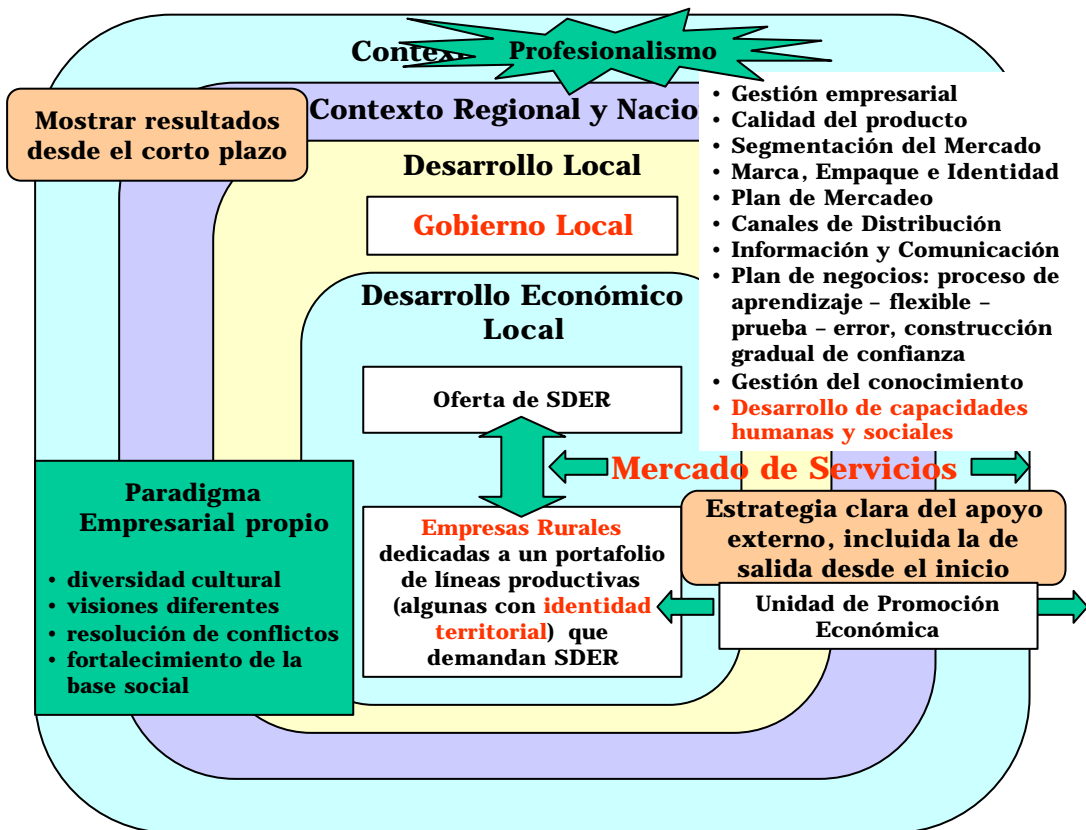 Contex
Profesionalismo
Contexto Regional y Nacio
Mostrar resultados
desde el corto plazo
Desarrollo Local
Gobierno Local
Desarrollo Económico
Local
Oferta de SDER
• Gestión empresarial
• Calidad del producto
• Segmentación del Mercado
• Marca, Empaque e Identidad
• Plan de Mercadeo
• Canales de Distribución
• Información y Comunicación
• Plan de negocios: proceso de
aprendizaje – flexible –
prueba – error, construcción
gradual de confianza
• Gestión del conocimiento
• Desarrollo de capacidades
humanas y sociales
Mercado de Servicios
Paradigma
Empresarial propio
• diversidad cultural
• visiones diferentes
• resolución de conflictos
• fortalecimiento de la
base social
Empresas Rurales
dedicadas a un portafolio
de líneas productivas
(algunas con identidad
territorial) que
demandan SDER
Estrategia clara del apoyo
externo, incluida la de
salida desde el inicio
Unidad de Promoción
Económica